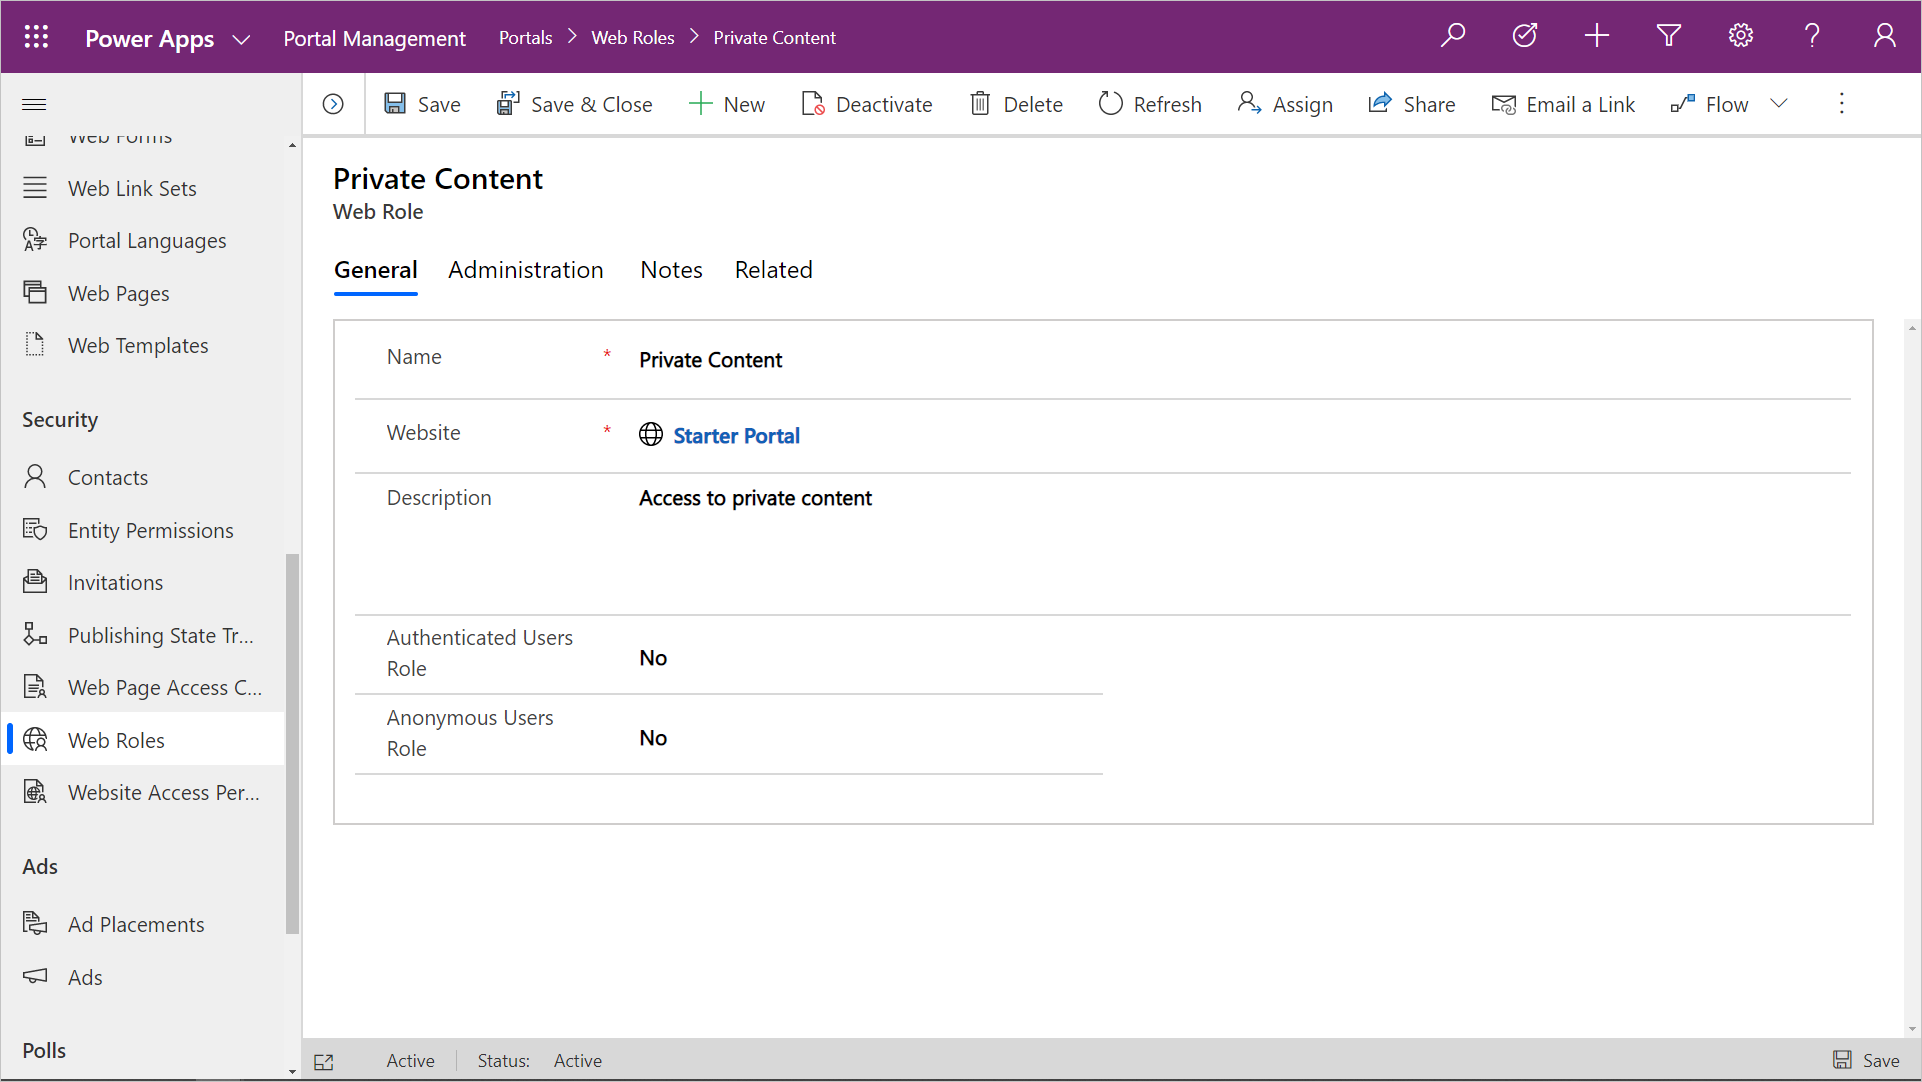 Power Apps
Portal Management
Portals
Web Roles
Private Content
Save
Save & Close
New
Deactivate
Delete
Refresh
Assign
Share
Email a Link
Flow
Web Forms
Web Link Sets
Portal Languages
Web Pages
Web Templates
Security
Contacts
Entity Permissions
Invitations
Publishing State Tr...
Web Page Access C...
Web Roles
Website Access Per...
Ads
Ad Placements
Ads
Polls
Private Content
Web Role
General
Administration
Notes
Related
Name * Private Content
Website * Starter Portal
Description Access to private content
Authenticated Users
Role
No
Anonymous Users
Role
No
Active
Status: Active
Save